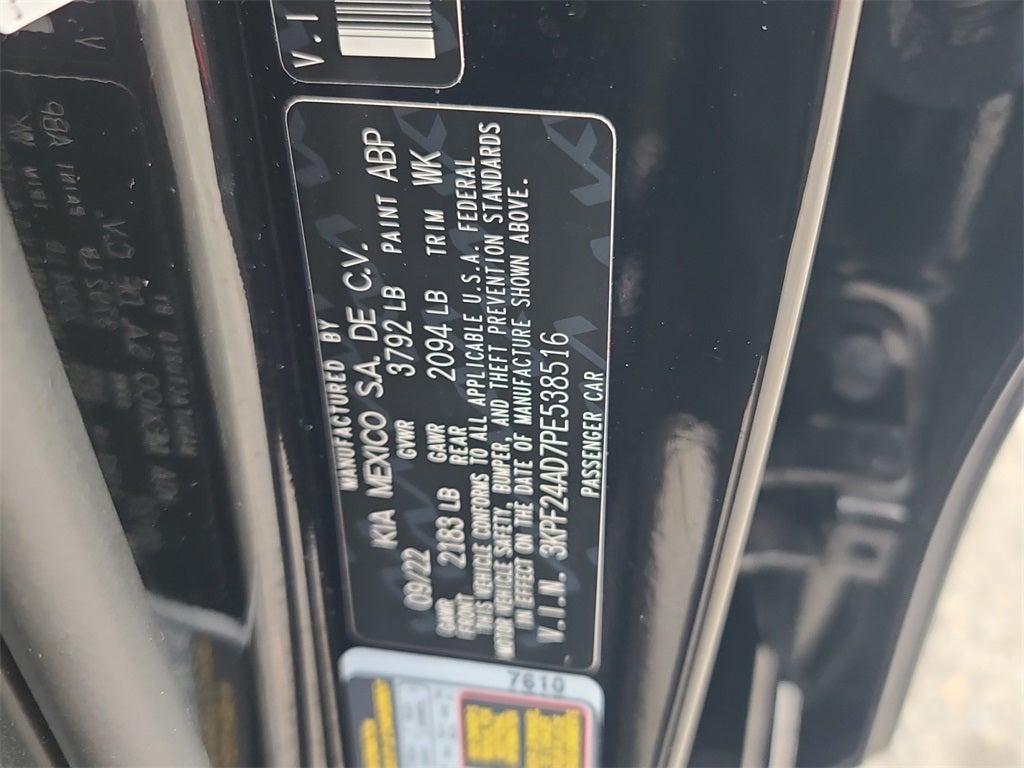 V.I
MANUFACTURED BY
KIA MEXICO S.A. DE C.V.
09/22 GVWR 3792 LB PAINT ABP
GAWR FRONT 2183 LB GAWR REAR 2094 LB TRIM WK
THIS VEHICLE CONFORMS TO ALL APPLICABLE U.S.A. FEDERAL
MOTOR VEHICLE SAFETY, BUMPER, AND THEFT PREVENTION STANDARDS
IN EFFECT ON THE DATE OF MANUFACTURE SHOWN ABOVE.
V.I.N. 3KPF24AD7PE538516
PASSENGER CAR
7610